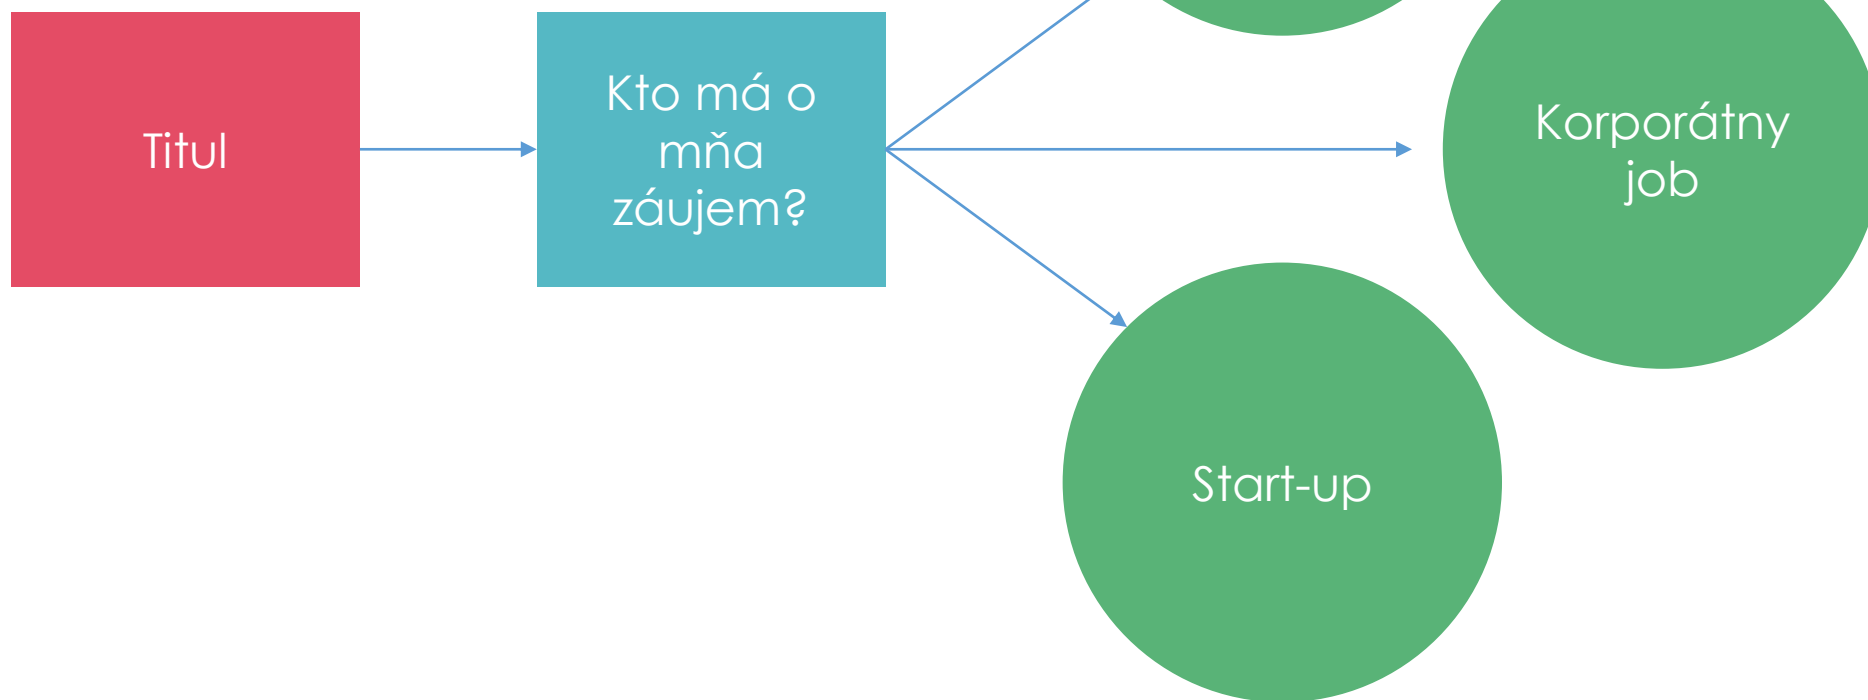 Titul
Kto má o
mňa
záujem?
Korporátny
job
Start-up